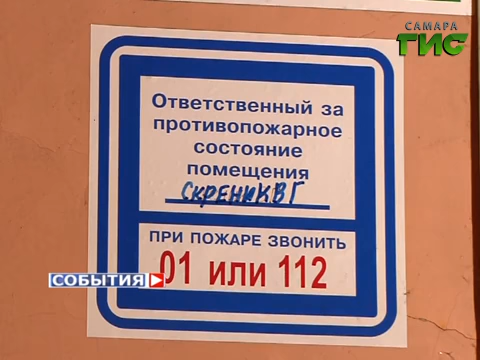 САМАРА
ГИС
Ответственный за
противопожарное
состояние
помещения
Скреник В Г
ПРИ ПОЖАРЕ ЗВОНИТЬ
01 или 112
СОБЫТИЯ